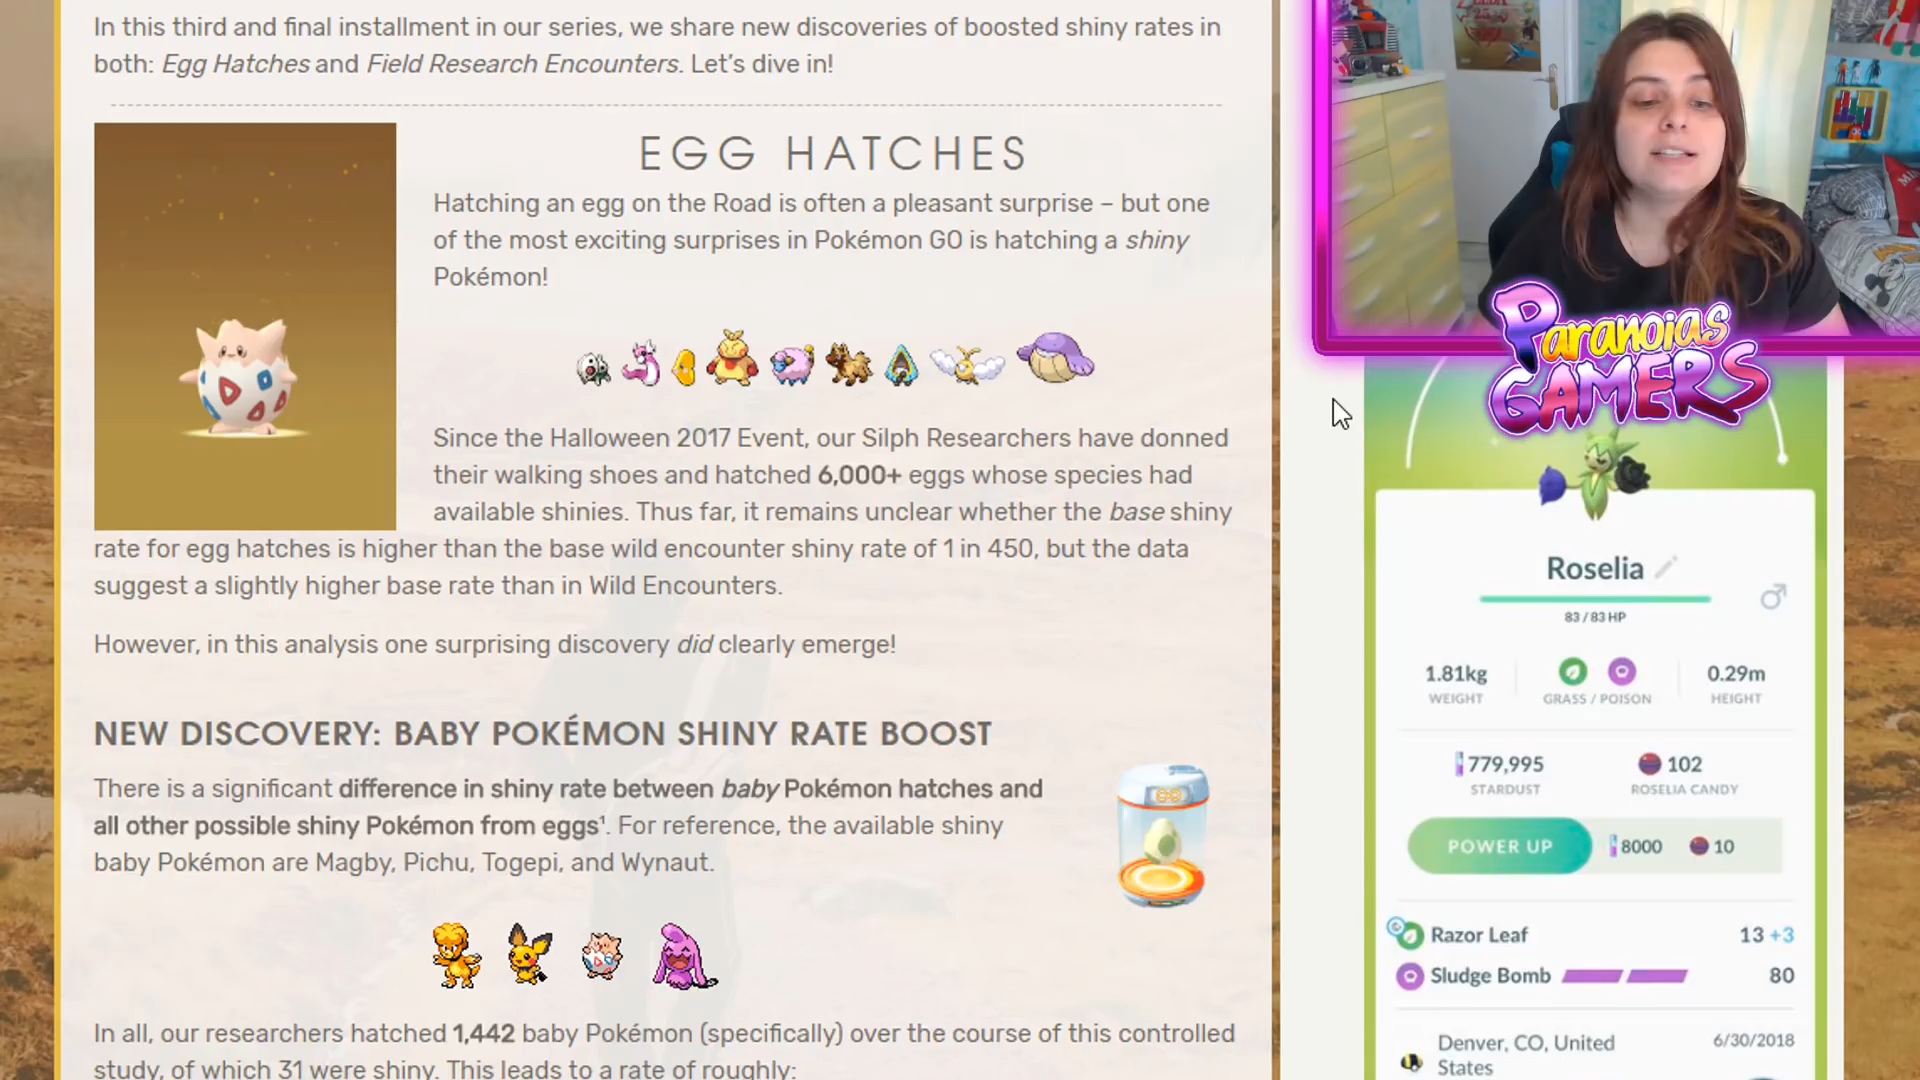 In this third and final installment in our series, we share new discoveries of boosted shiny rates in
both: Egg Hatches and Field Research Encounters. Let’s dive in!
EGG HATCHES
Hatching an egg on the Road is often a pleasant surprise – but one
of the most exciting surprises in Pokémon GO is hatching a shiny
Pokémon!
Since the Halloween 2017 Event, our Silph Researchers have donned
their walking shoes and hatched 6,000+ eggs whose species had
available shinies. Thus far, it remains unclear whether the base shiny
rate for egg hatches is higher than the base wild encounter shiny rate of 1 in 450, but the data
suggest a slightly higher base rate than in Wild Encounters.
However, in this analysis one surprising discovery did clearly emerge!
NEW DISCOVERY: BABY POKÉMON SHINY RATE BOOST
There is a significant difference in shiny rate between baby Pokémon hatches and
all other possible shiny Pokémon from eggs¹. For reference, the available shiny
baby Pokémon are Magby, Pichu, Togepi, and Wynaut.
In all, our researchers hatched 1,442 baby Pokémon (specifically) over the course of this controlled
study, of which 31 were shiny. This leads to a rate of roughly:
Paranoias
GAMERS
Roselia
83 / 83 HP
1.81kg
WEIGHT
GRASS / POISON
0.29m
HEIGHT
779,995
STARDUST
102
ROSELIA CANDY
POWER UP
8000
10
Razor Leaf
13 +3
Sludge Bomb
80
Denver, CO, United
States
6/30/2018